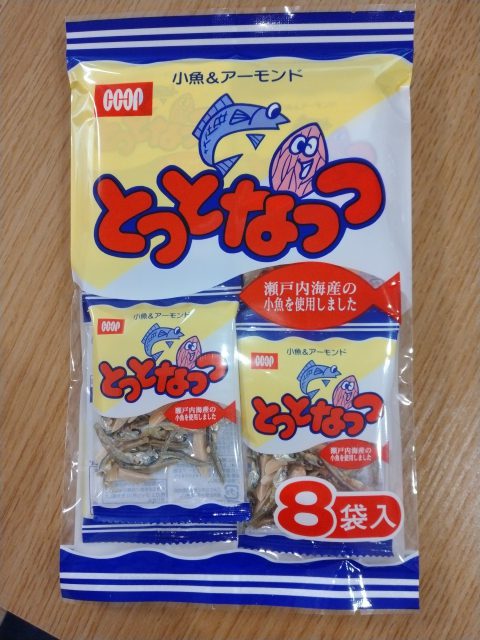 小魚&アーモンド
COOP
とっとなっつ
瀬戸内海産の
小魚を使用しました
小魚&アーモンド
COOP
とっとなっつ
瀬戸内海産の
小魚を使用しました
小魚&アーモンド
COOP
とっとなっつ
瀬戸内海産の
小魚を使用しました
8袋入